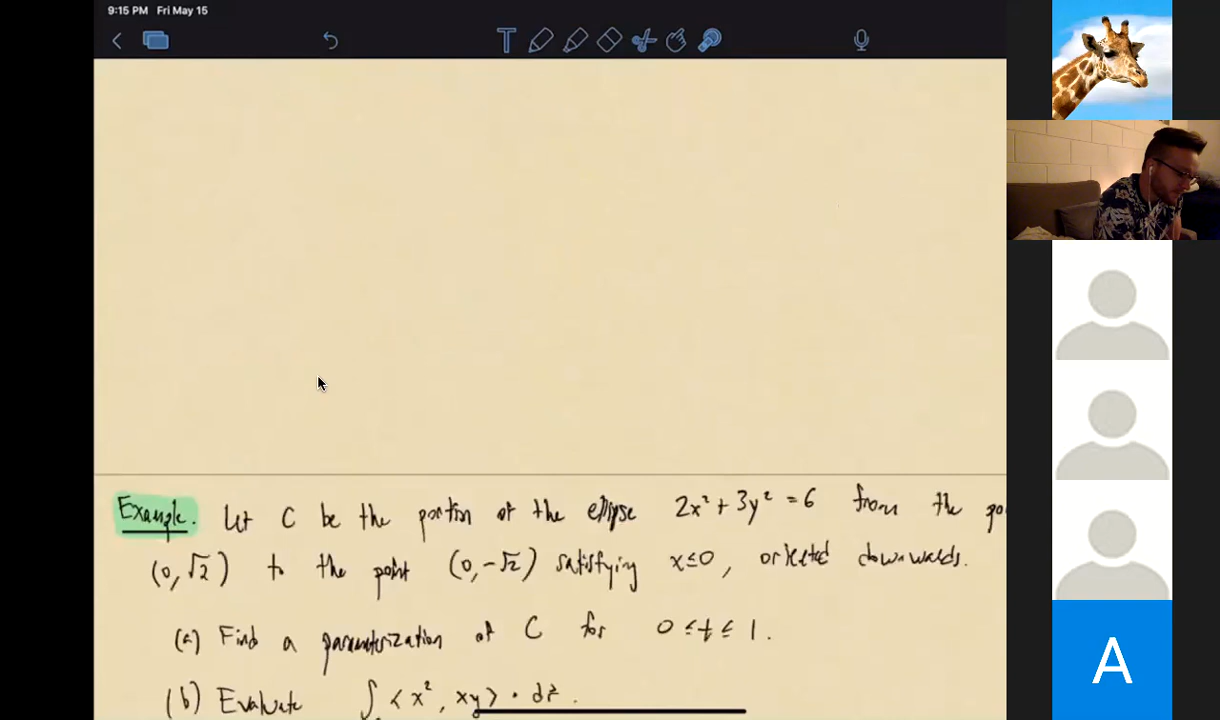 9:15 PM Fri May 15
T
Example. Let C be the portion of the ellipse 2x² + 3y² = 6 from the po
(0, √2) to the point (0, -√2) satisfying x≤0, oriented downwards.
(a) Find a parameterization of C for 0 ≤ t ≤ 1.
(b) Evaluate ∫ < x², xy > · dr⃗.
A